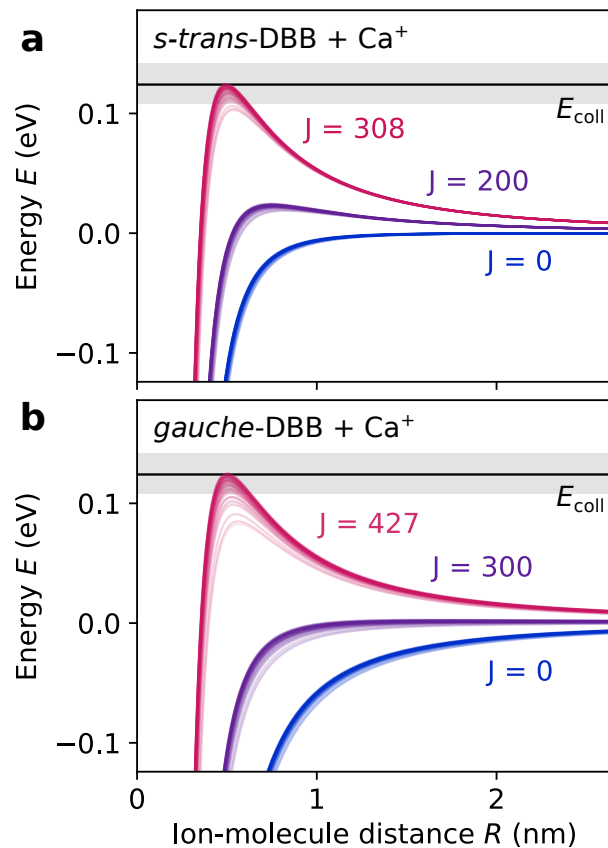 a
s-trans-DBB + Ca⁺
E_coll
J = 308
J = 200
J = 0
0.1
0.0
−0.1
Energy E (eV)
b
gauche-DBB + Ca⁺
E_coll
J = 427
J = 300
J = 0
0.1
0.0
−0.1
Energy E (eV)
0 1 2
Ion-molecule distance R (nm)